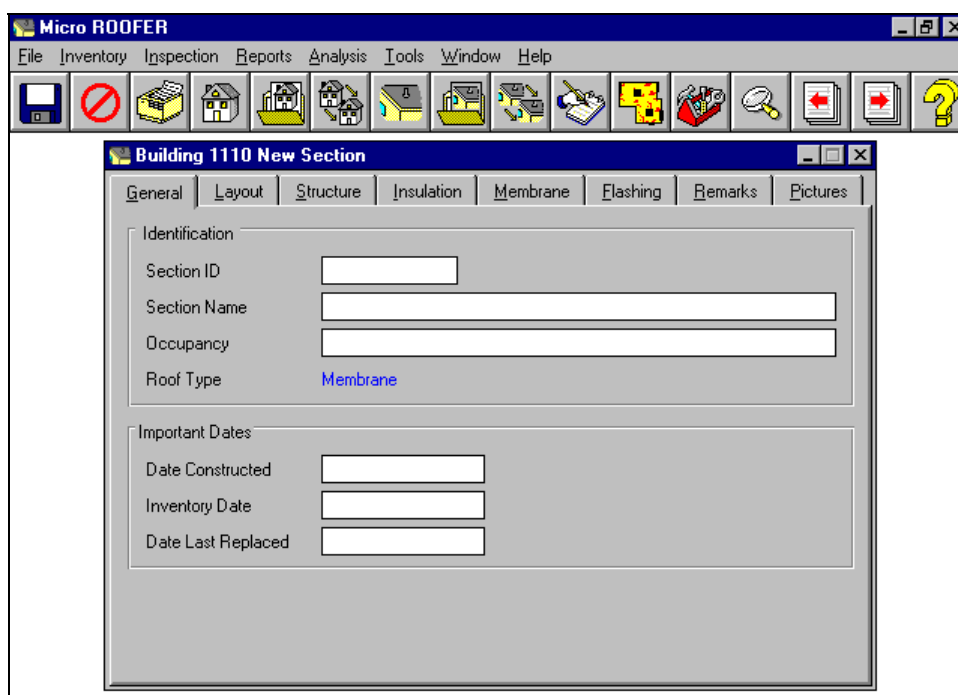 Micro ROOFER
File Inventory Inspection Reports Analysis Tools Window Help
Building 1110 New Section
General Layout Structure Insulation Membrane Flashing Remarks Pictures
Identification
Section ID
Section Name
Occupancy
Roof Type Membrane
Important Dates
Date Constructed
Inventory Date
Date Last Replaced